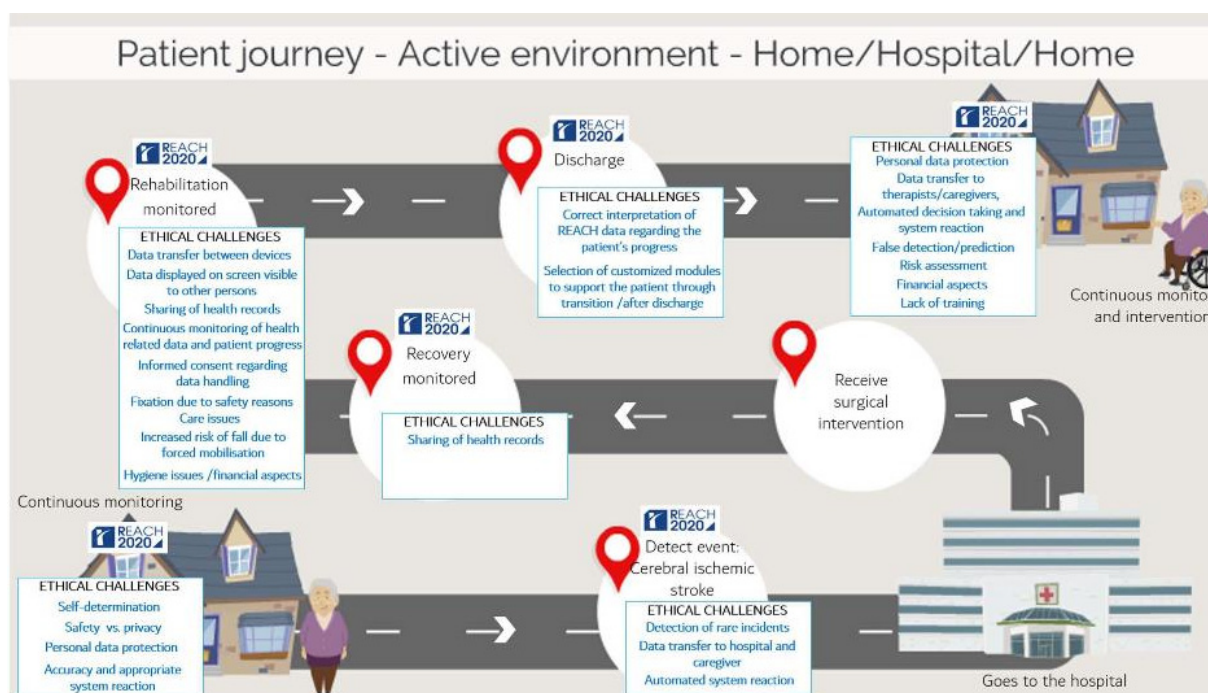 Patient journey - Active environment - Home/Hospital/Home
REACH
2020
Rehabilitation
monitored
ETHICAL CHALLENGES
Data transfer between devices
Data displayed on screen visible
to other persons
Sharing of health records
Continuous monitoring of health
related data and patient progress
Informed consent regarding
data handling
Fixation due to safety reasons
Care issues
Increased risk of fall due to
forced mobilisation
Hygiene issues /financial aspects
REACH
2020
Discharge
ETHICAL CHALLENGES
Correct interpretation of
REACH data regarding the
patient's progress
Selection of customized modules
to support the patient through
transition /after discharge
REACH
2020
ETHICAL CHALLENGES
Personal data protection
Data transfer to
therapists/caregivers,
Automated decision taking and
system reaction
False detection/prediction
Risk assessment
Financial aspects
Lack of training
Continuous monito
and intervention
REACH
2020
Recovery
monitored
ETHICAL CHALLENGES
Sharing of health records
Receive
surgical
intervention
Continuous monitoring
REACH
2020
ETHICAL CHALLENGES
Self-determination
Safety vs. privacy
Personal data protection
Accuracy and appropriate
system reaction
REACH
2020
Detect event:
Cerebral ischemic
stroke
ETHICAL CHALLENGES
Detection of rare incidents
Data transfer to hospital and
caregiver
Automated system reaction
Goes to the hospital